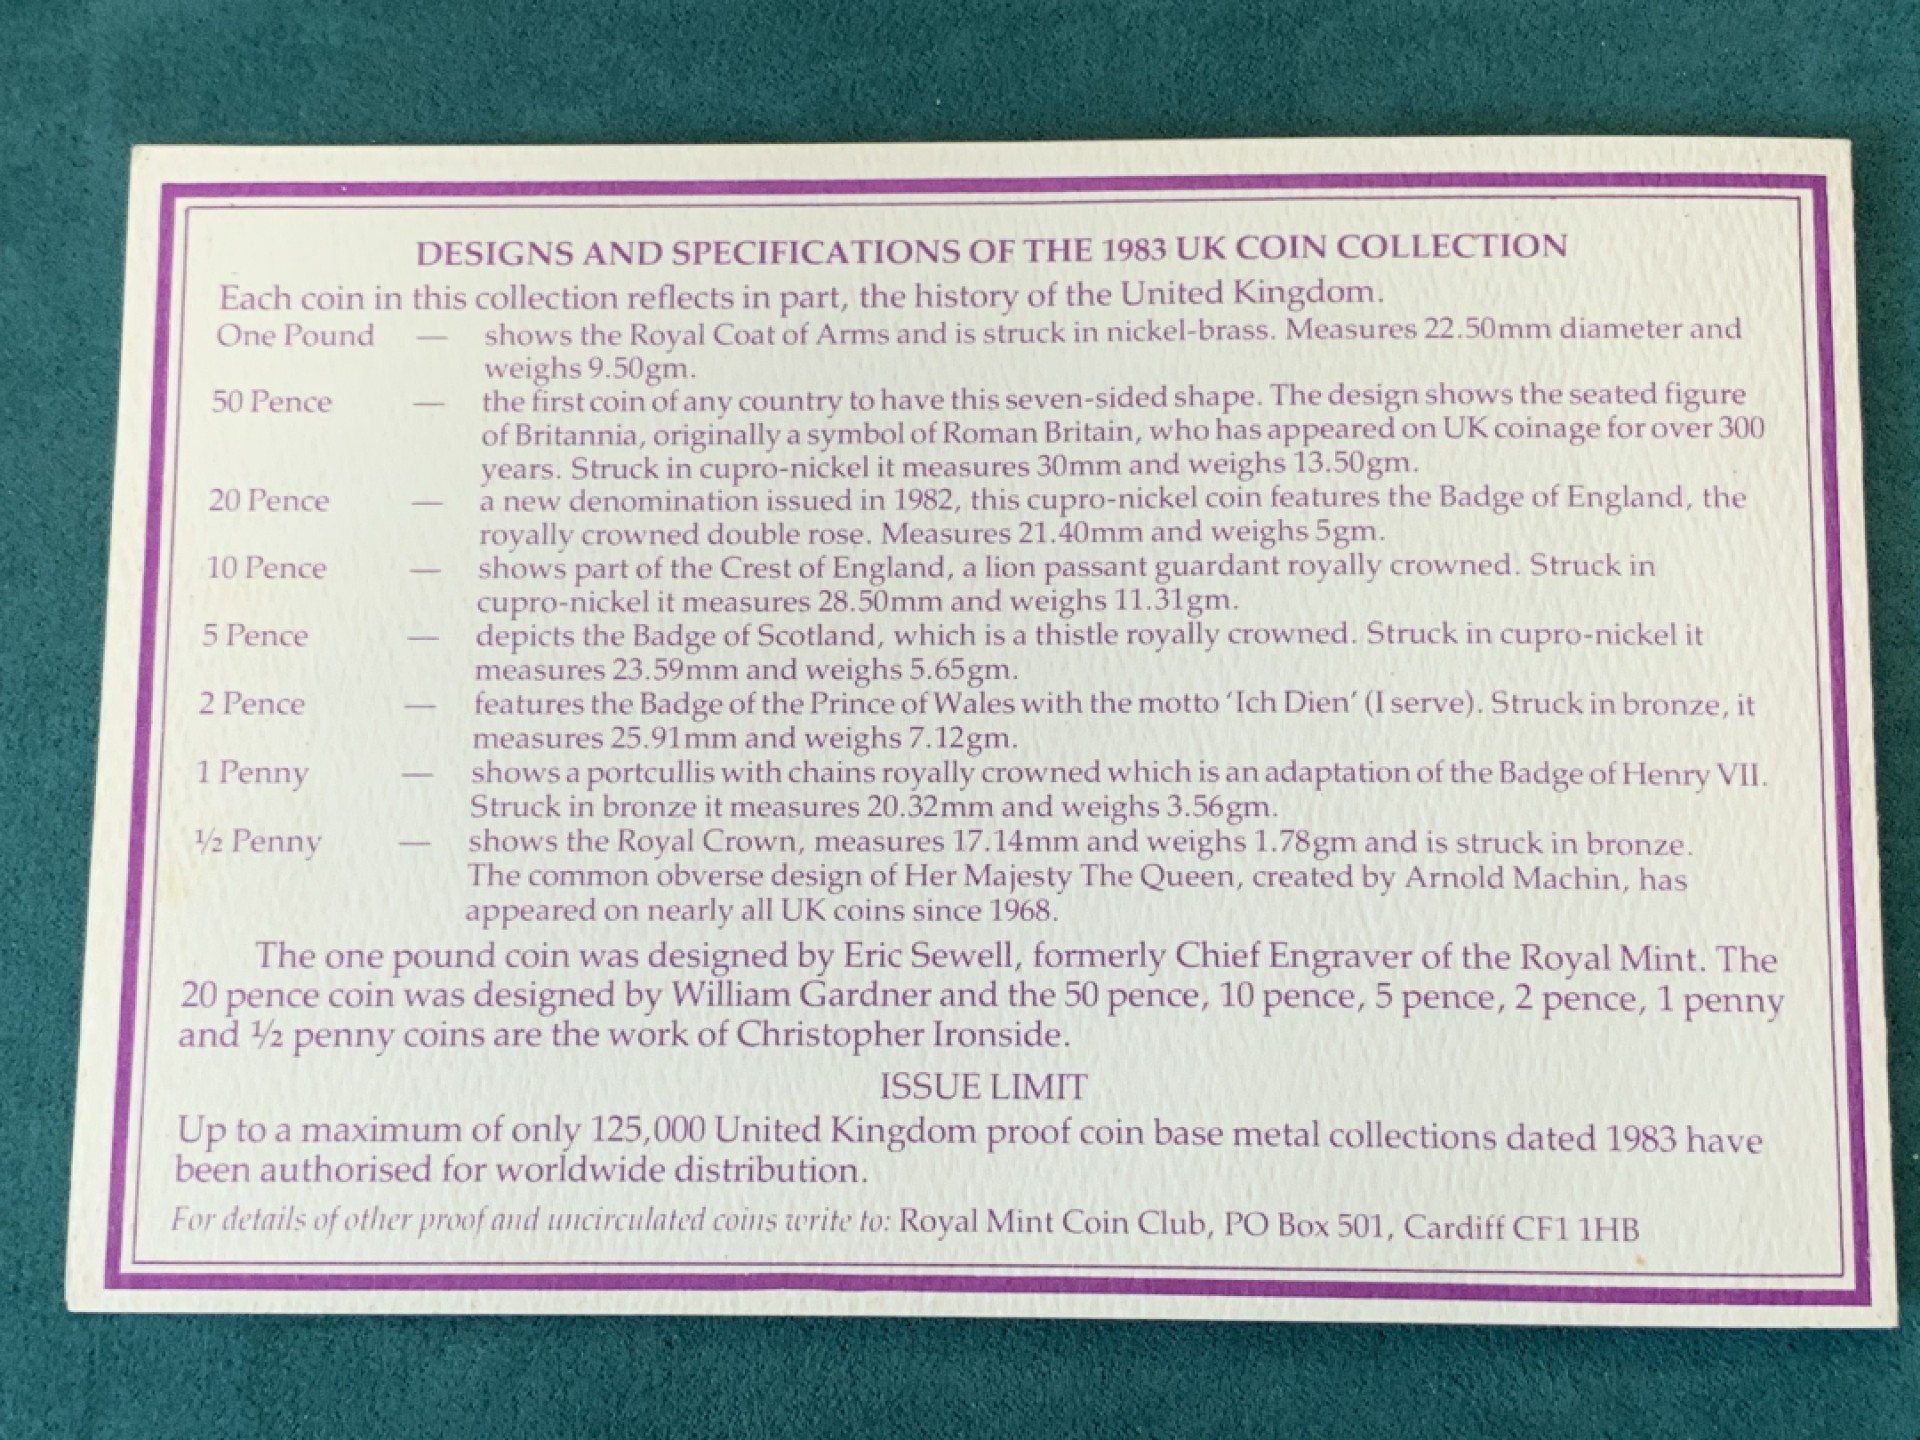 DESIGNS AND SPECIFICATIONS OF THE 1983 UK COIN COLLECTION
Each coin in this collection reflects in part, the history of the United Kingdom.
One Pound — shows the Royal Coat of Arms and is struck in nickel-brass. Measures 22.50mm diameter and
weighs 9.50gm.
50 Pence — the first coin of any country to have this seven-sided shape. The design shows the seated figure
of Britannia, originally a symbol of Roman Britain, who has appeared on UK coinage for over 300
years. Struck in cupro-nickel it measures 30mm and weighs 13.50gm.
20 Pence — a new denomination issued in 1982, this cupro-nickel coin features the Badge of England, the
royally crowned double rose. Measures 21.40mm and weighs 5gm.
10 Pence — shows part of the Crest of England, a lion passant guardant royally crowned. Struck in
cupro-nickel it measures 28.50mm and weighs 11.31gm.
5 Pence — depicts the Badge of Scotland, which is a thistle royally crowned. Struck in cupro-nickel it
measures 23.59mm and weighs 5.65gm.
2 Pence — features the Badge of the Prince of Wales with the motto ‘Ich Dien’ (I serve). Struck in bronze, it
measures 25.91mm and weighs 7.12gm.
1 Penny — shows a portcullis with chains royally crowned which is an adaptation of the Badge of Henry VII.
Struck in bronze it measures 20.32mm and weighs 3.56gm.
½ Penny — shows the Royal Crown, measures 17.14mm and weighs 1.78gm and is struck in bronze.
The common obverse design of Her Majesty The Queen, created by Arnold Machin, has
appeared on nearly all UK coins since 1968.
The one pound coin was designed by Eric Sewell, formerly Chief Engraver of the Royal Mint. The
20 pence coin was designed by William Gardner and the 50 pence, 10 pence, 5 pence, 2 pence, 1 penny
and ½ penny coins are the work of Christopher Ironside.
ISSUE LIMIT
Up to a maximum of only 125,000 United Kingdom proof coin base metal collections dated 1983 have
been authorised for worldwide distribution.
For details of other proof and uncirculated coins write to: Royal Mint Coin Club, PO Box 501, Cardiff CF1 1HB